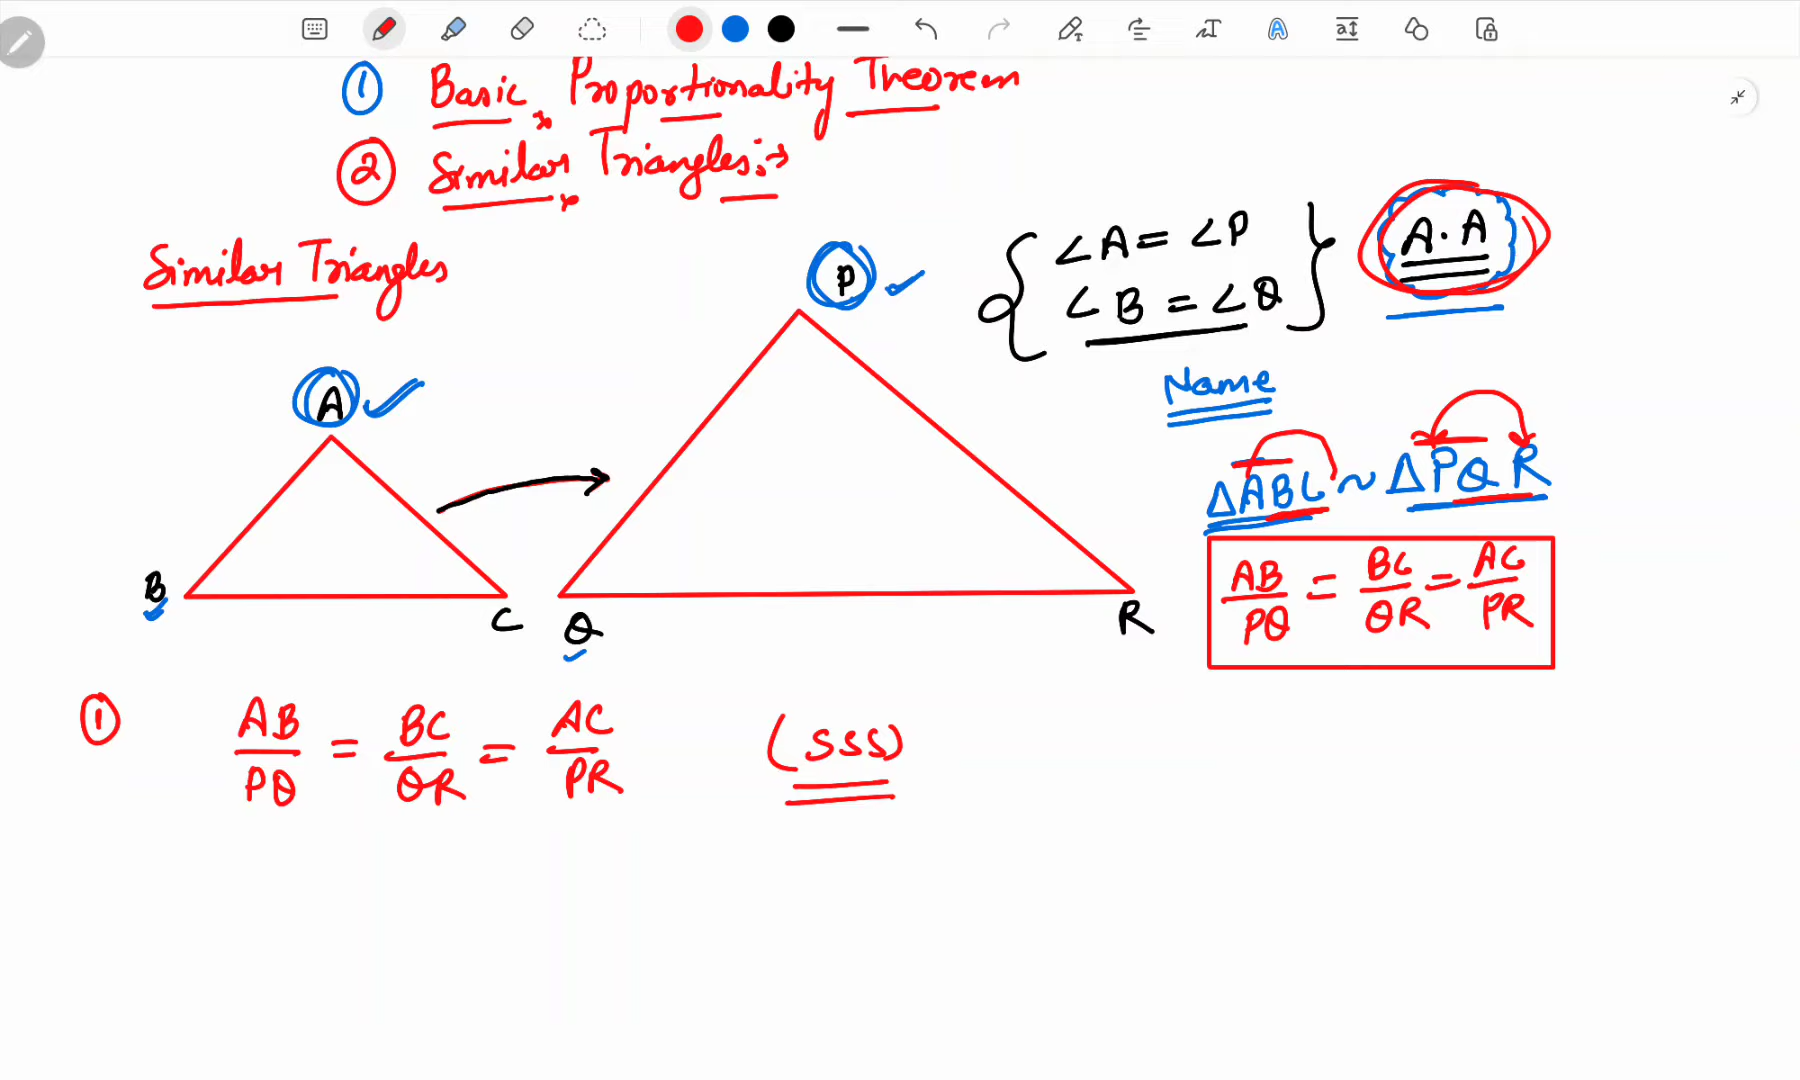 ① Basic Proportionality Theorem
② Similar Triangles :→
Similar Triangles
∠A = ∠P
∠B = ∠Q
A·A
Name
ΔABC ~ ΔPQR
AB/PQ = BC/QR = AC/PR
A
B
C
P
Q
R
① AB/PQ = BC/QR = AC/PR (SSS)